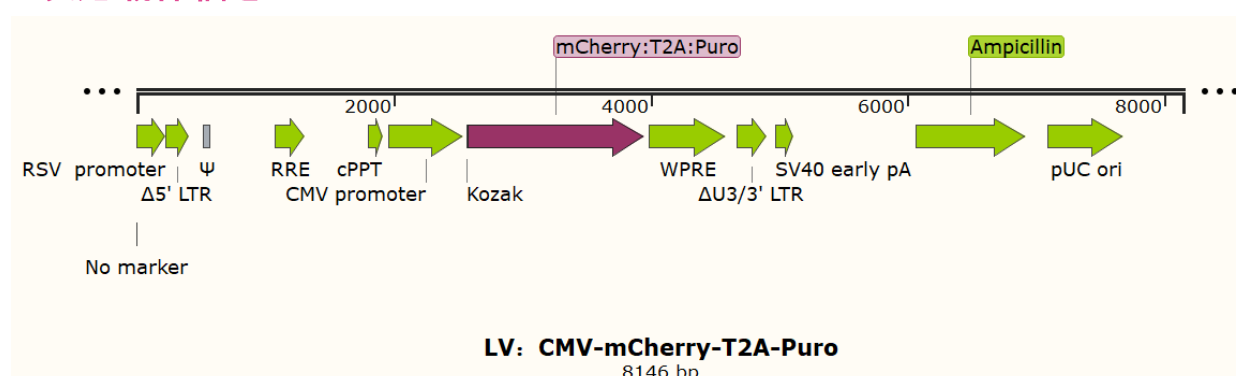 mCherry:T2A:Puro
Ampicillin
2000 4000 6000 8000
RSV promoter Ψ RRE cPPT WPRE SV40 early pA pUC ori
Δ5' LTR CMV promoter Kozak ΔU3/3' LTR
No marker
LV: CMV-mCherry-T2A-Puro
8146 bp